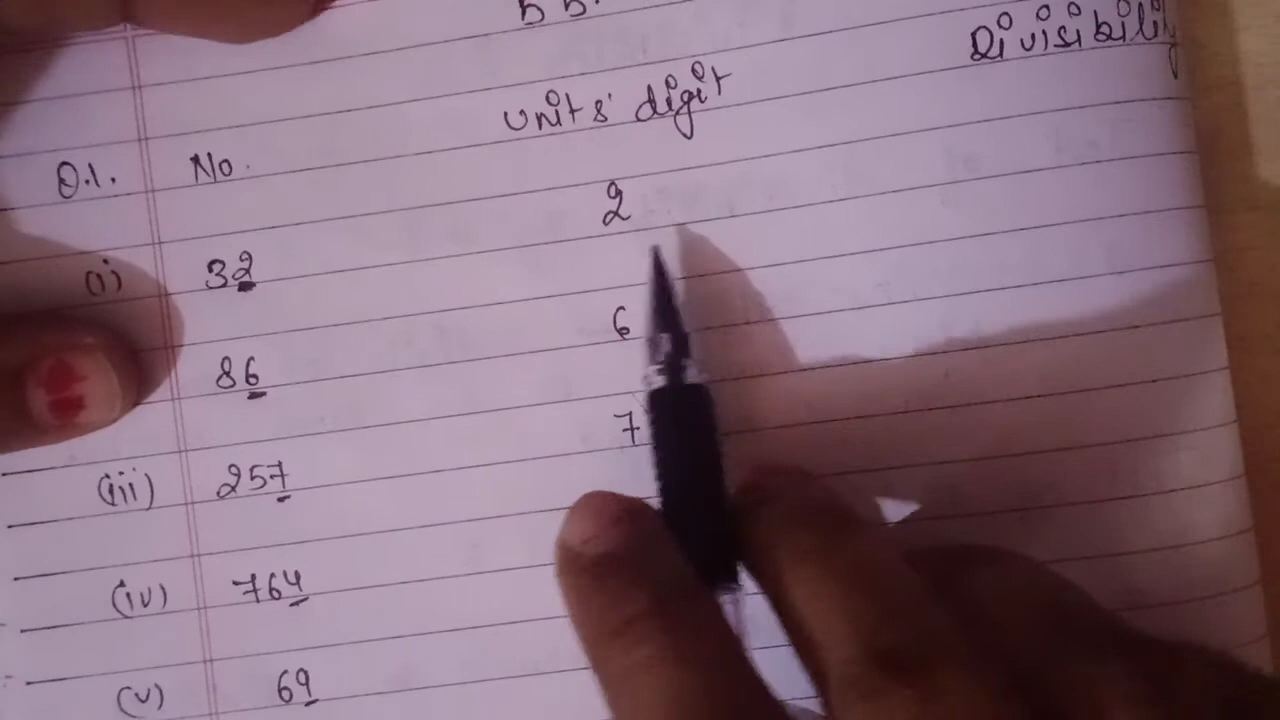 Divisibility
Units' digit
Q.1. No.
2
(i) 32
6
86
7
(iii) 257
(iv) 764
(v) 69